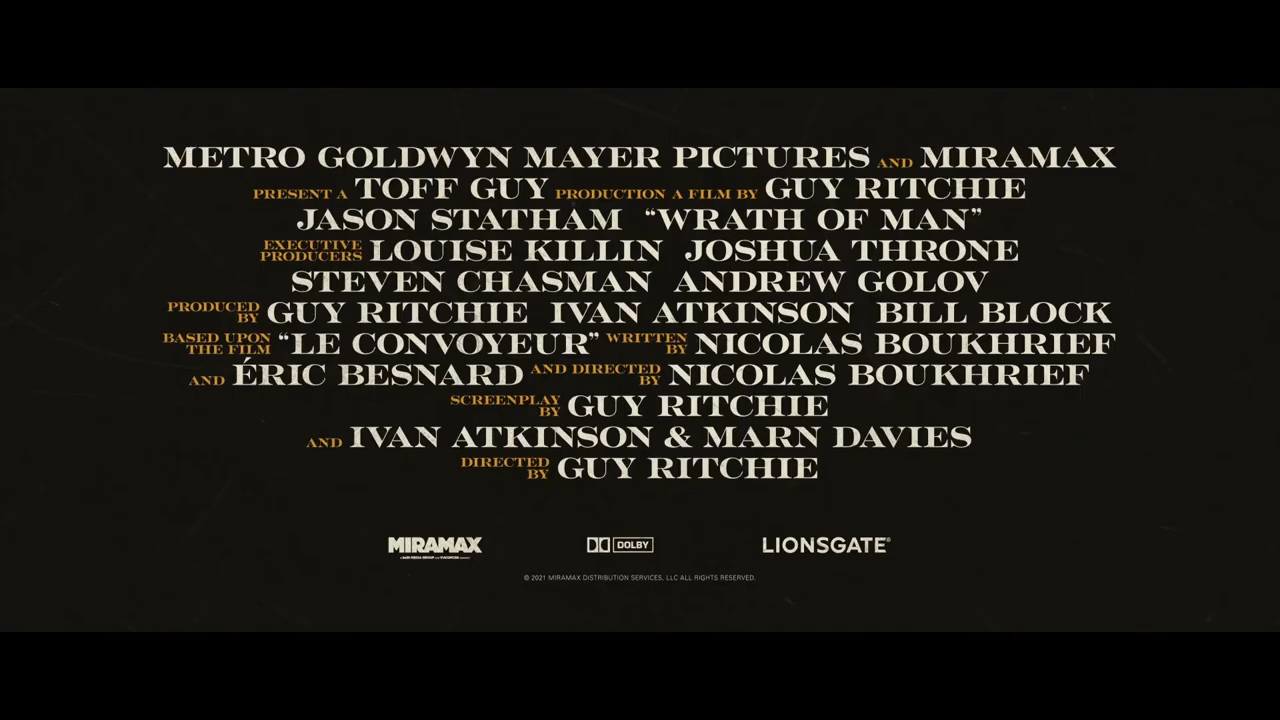 METRO GOLDWYN MAYER PICTURES AND MIRAMAX
PRESENT A TOFF GUY PRODUCTION A FILM BY GUY RITCHIE
JASON STATHAM “WRATH OF MAN”
EXECUTIVE PRODUCERS LOUISE KILLIN JOSHUA THRONE
STEVEN CHASMAN ANDREW GOLOV
PRODUCED BY GUY RITCHIE IVAN ATKINSON BILL BLOCK
BASED UPON THE FILM “LE CONVOYEUR” WRITTEN BY NICOLAS BOUKHRIEF
AND ÉRIC BESNARD AND DIRECTED BY NICOLAS BOUKHRIEF
SCREENPLAY BY GUY RITCHIE
AND IVAN ATKINSON & MARN DAVIES
DIRECTED BY GUY RITCHIE
MIRAMAX DOLBY LIONSGATE
© 2021 MIRAMAX DISTRIBUTION SERVICES, LLC ALL RIGHTS RESERVED.